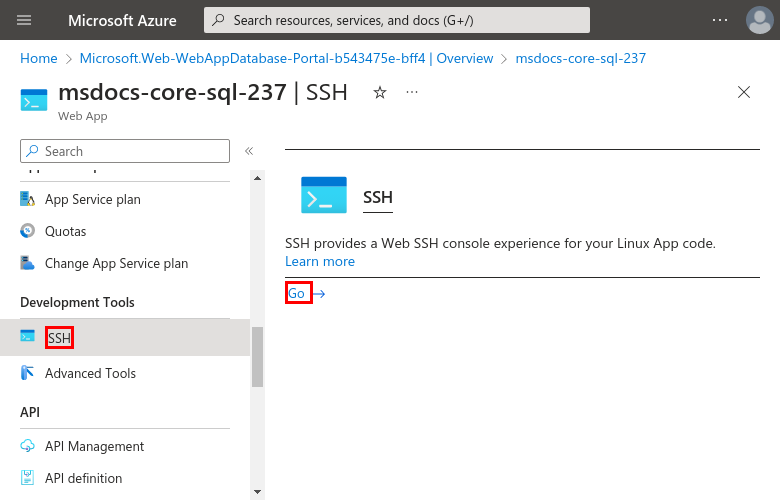 Microsoft Azure
Search resources, services, and docs (G+/)
Home > Microsoft.Web-WebAppDatabase-Portal-b543475e-bff4 | Overview > msdocs-core-sql-237
msdocs-core-sql-237 | SSH
Web App
Search
App Service plan
Quotas
Change App Service plan
Development Tools
SSH
Advanced Tools
API
API Management
API definition
SSH
SSH provides a Web SSH console experience for your Linux App code.
Learn more
Go →